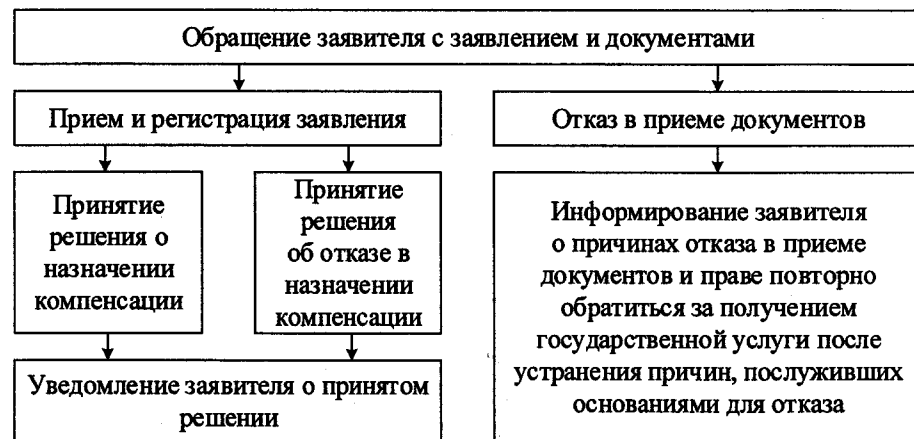 Обращение заявителя с заявлением и документами
Прием и регистрация заявления
Отказ в приеме документов
Принятие
решения о
назначении
компенсации
Принятие
решения
об отказе в
назначении
компенсации
Информирование заявителя
о причинах отказа в приеме
документов и праве повторно
обратиться за получением
государственной услуги после
устранения причин, послуживших
основаниями для отказа
Уведомление заявителя о принятом
решении